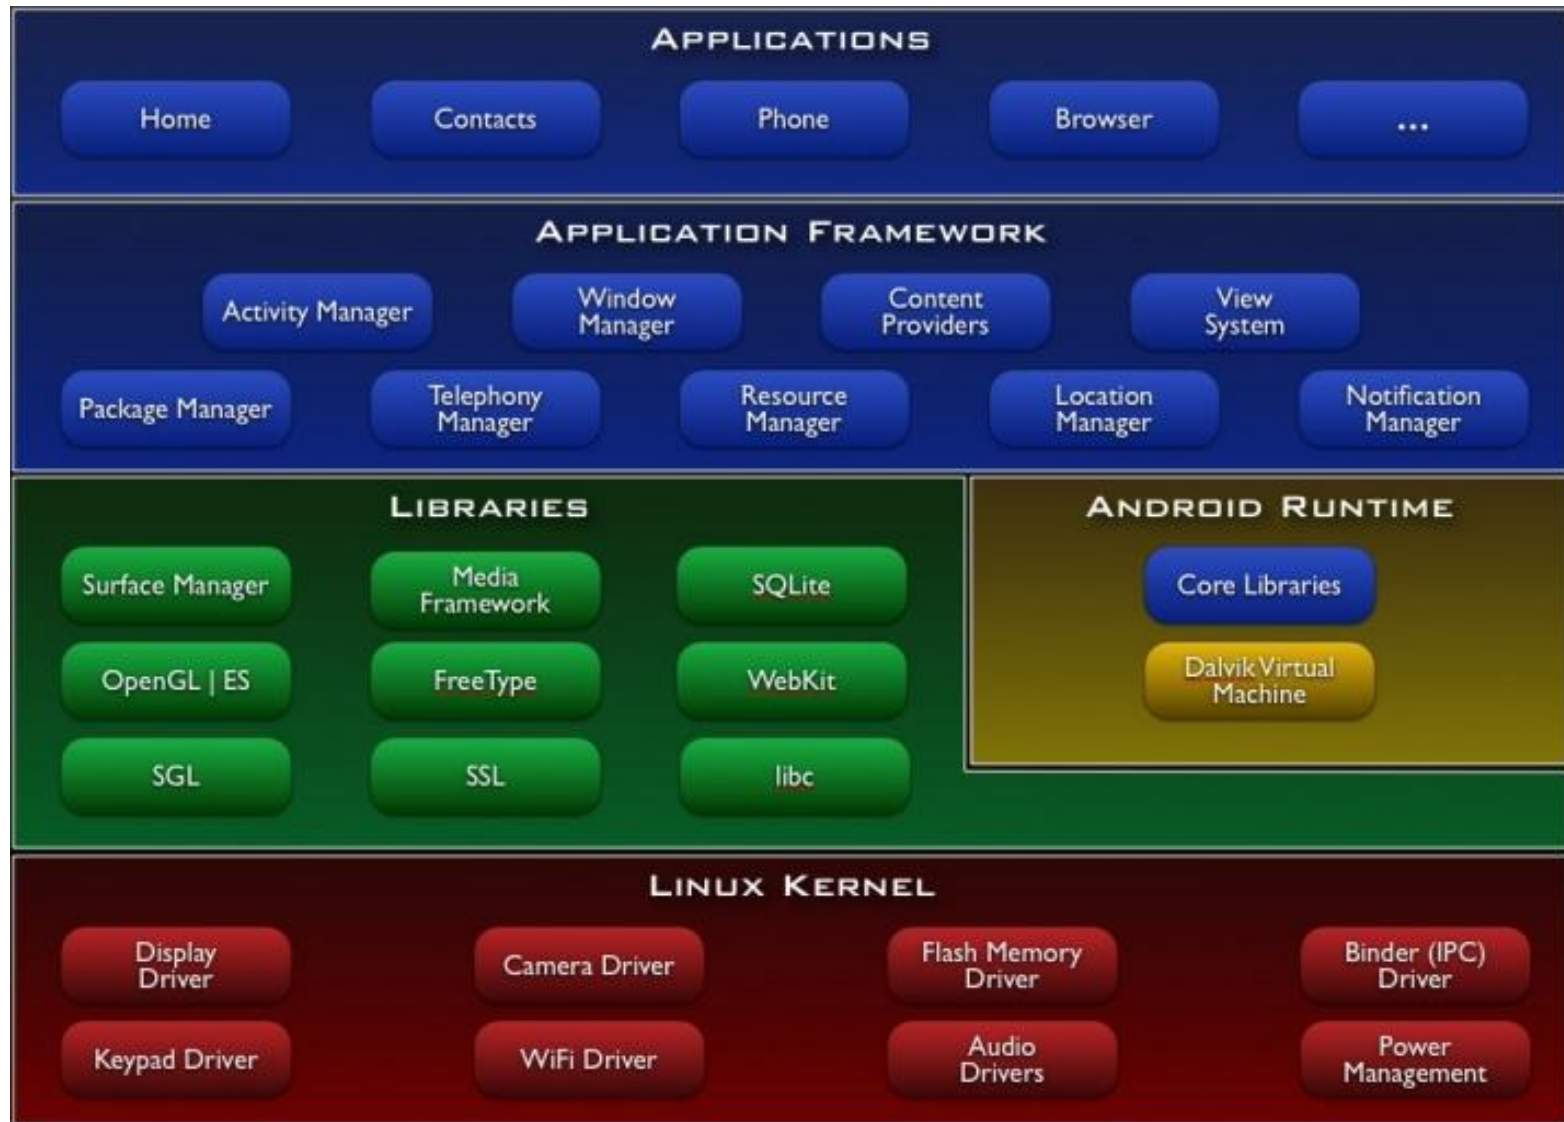 APPLICATIONS
Home
Contacts
Phone
Browser
...
APPLICATION FRAMEWORK
Activity Manager
Window
Manager
Content
Providers
View
System
Package Manager
Telephony
Manager
Resource
Manager
Location
Manager
Notification
Manager
LIBRARIES
Surface Manager
Media
Framework
SQLite
OpenGL | ES
FreeType
WebKit
SGL
SSL
libc
ANDROID RUNTIME
Core Libraries
Dalvik Virtual
Machine
LINUX KERNEL
Display
Driver
Camera Driver
Flash Memory
Driver
Binder (IPC)
Driver
Keypad Driver
WiFi Driver
Audio
Drivers
Power
Management